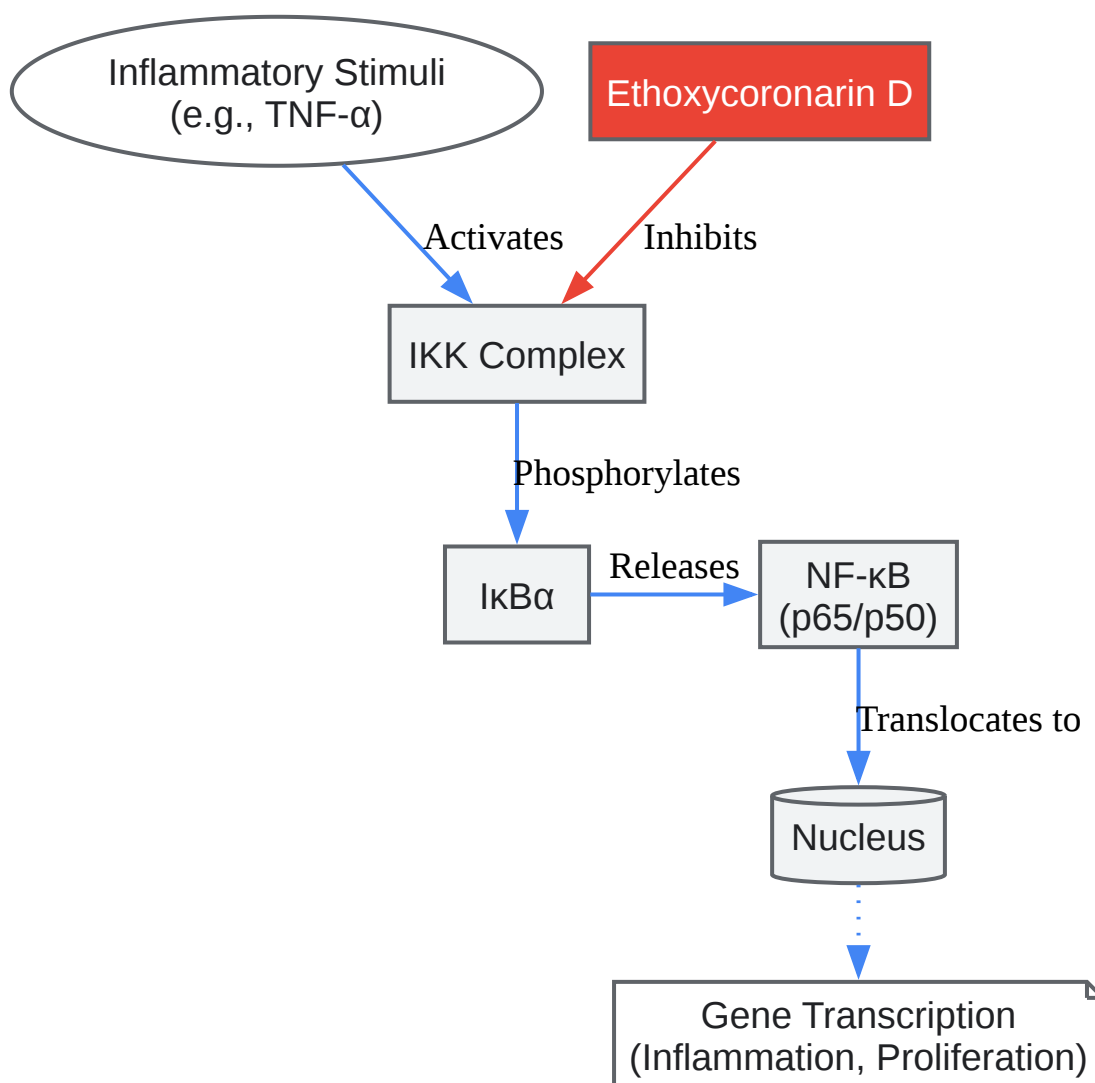 Inflammatory Stimuli
(e.g., TNF-α)
Ethoxycoronarin D
Activates
Inhibits
IKK Complex
Phosphorylates
IκBα
Releases
NF-κB
(p65/p50)
Translocates to
Nucleus
Gene Transcription
(Inflammation, Proliferation)